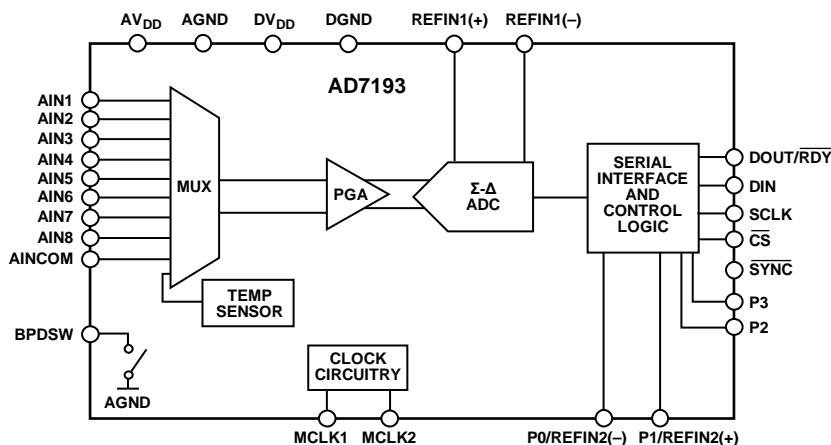 AVDD AGND DVDD DGND REFIN1(+) REFIN1(–)
AD7193
AIN1
AIN2
AIN3
AIN4
AIN5
AIN6
AIN7
AIN8
AINCOM
MUX
PGA
Σ-Δ
ADC
SERIAL
INTERFACE
AND
CONTROL
LOGIC
DOUT/RDY
DIN
SCLK
CS
SYNC
P3
P2
TEMP
SENSOR
BPDSW
AGND
CLOCK
CIRCUITRY
MCLK1 MCLK2 P0/REFIN2(–) P1/REFIN2(+)